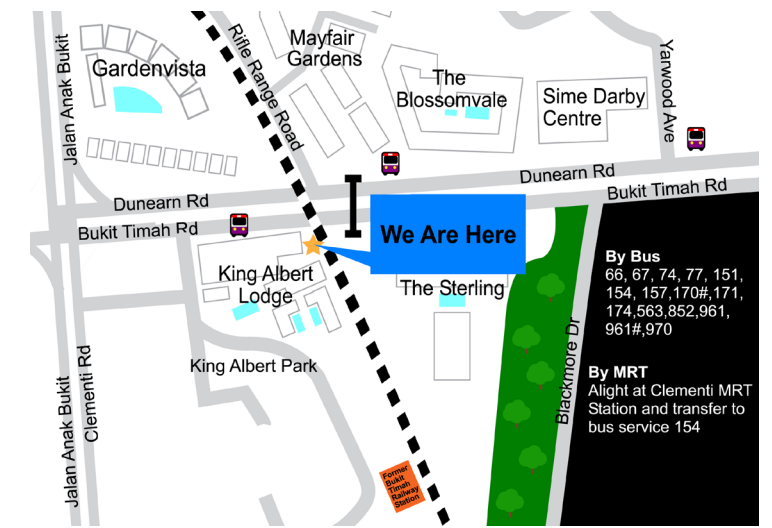 Jalan Anak Bukit
Gardenvista
Rifle Range Road
Mayfair
Gardens
The
Blossomvale
Sime Darby
Centre
Yarwood Ave
Dunearn Rd
Dunearn Rd
Bukit Timah Rd
Bukit Timah Rd
We Are Here
King Albert
Lodge
The Sterling
King Albert Park
Jalan Anak Bukit
Clementi Rd
Former
Bukit
Timah
Railway
Station
Blackmore Dr
By Bus
66, 67, 74, 77, 151,
154, 157,170#,171,
174,563,852,961,
961#,970
By MRT
Alight at Clementi MRT
Station and transfer to
bus service 154